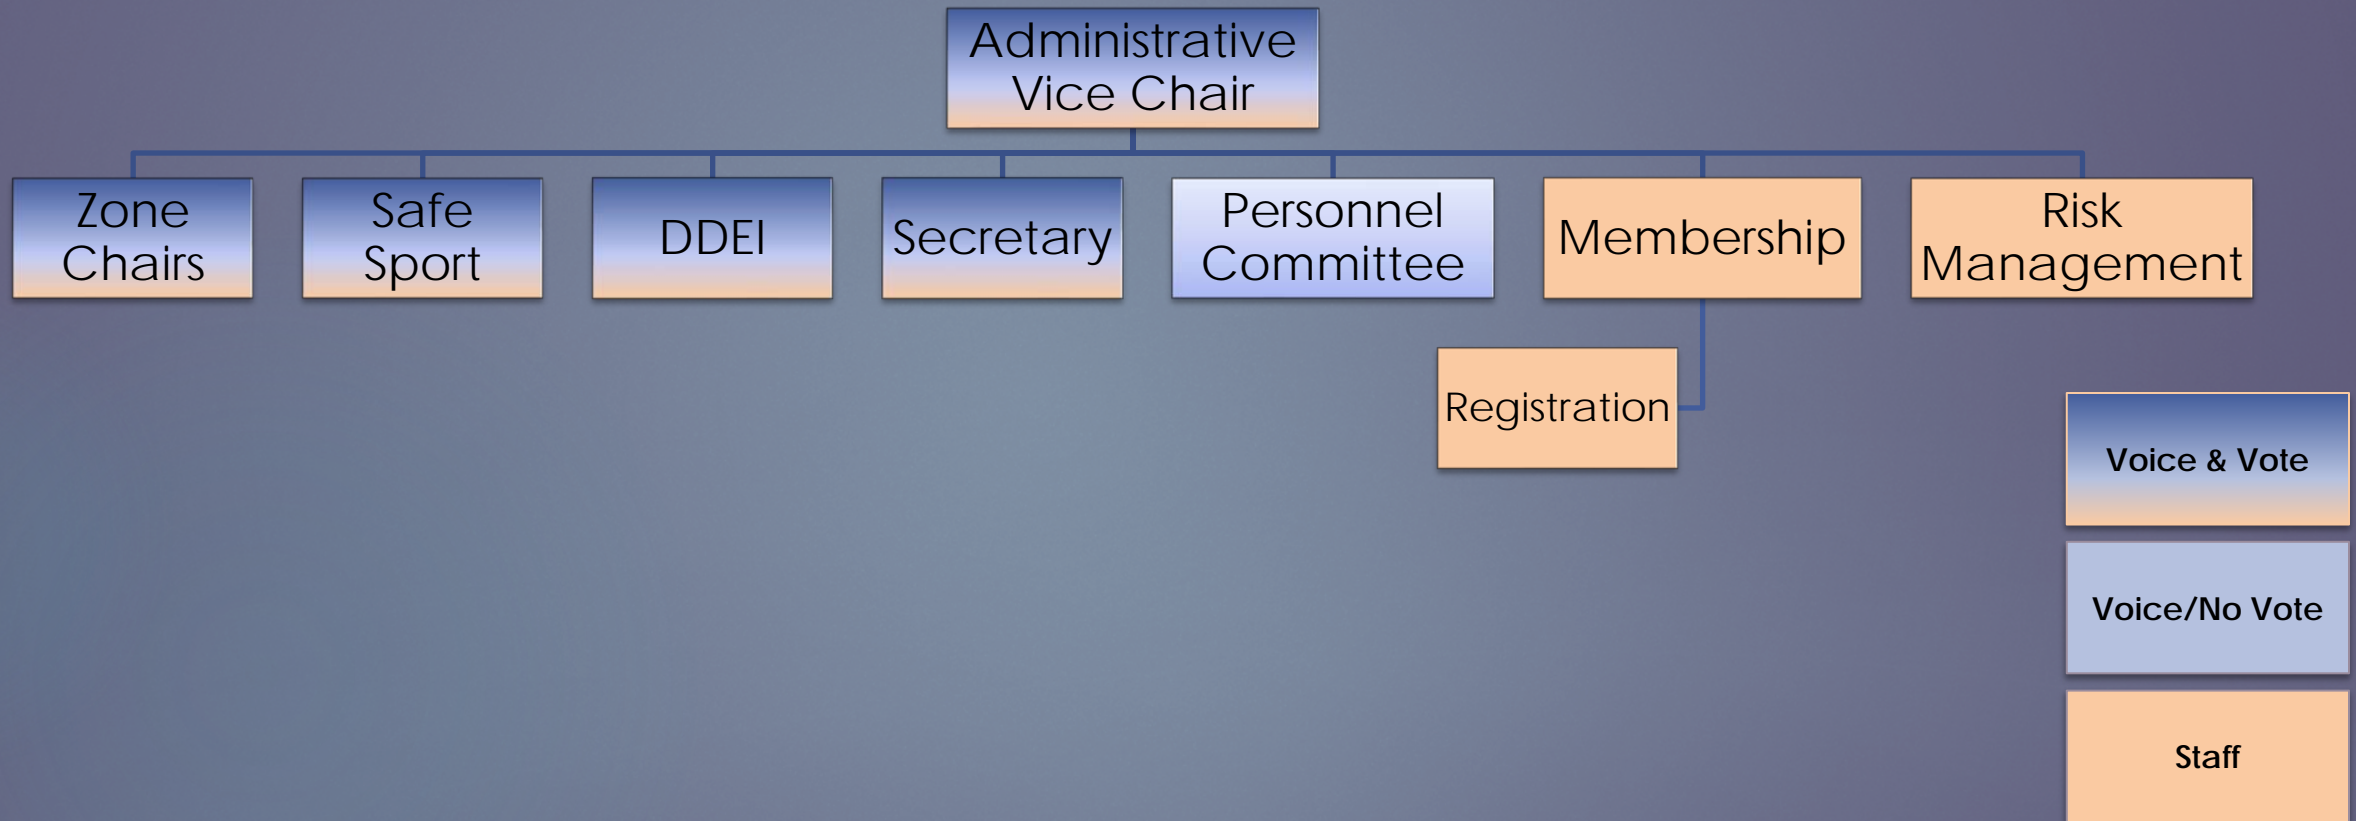 Administrative
Vice Chair
Zone
Chairs
Safe
Sport
DDEI
Secretary
Personnel
Committee
Membership
Risk
Management
Registration
Voice & Vote
Voice/No Vote
Staff